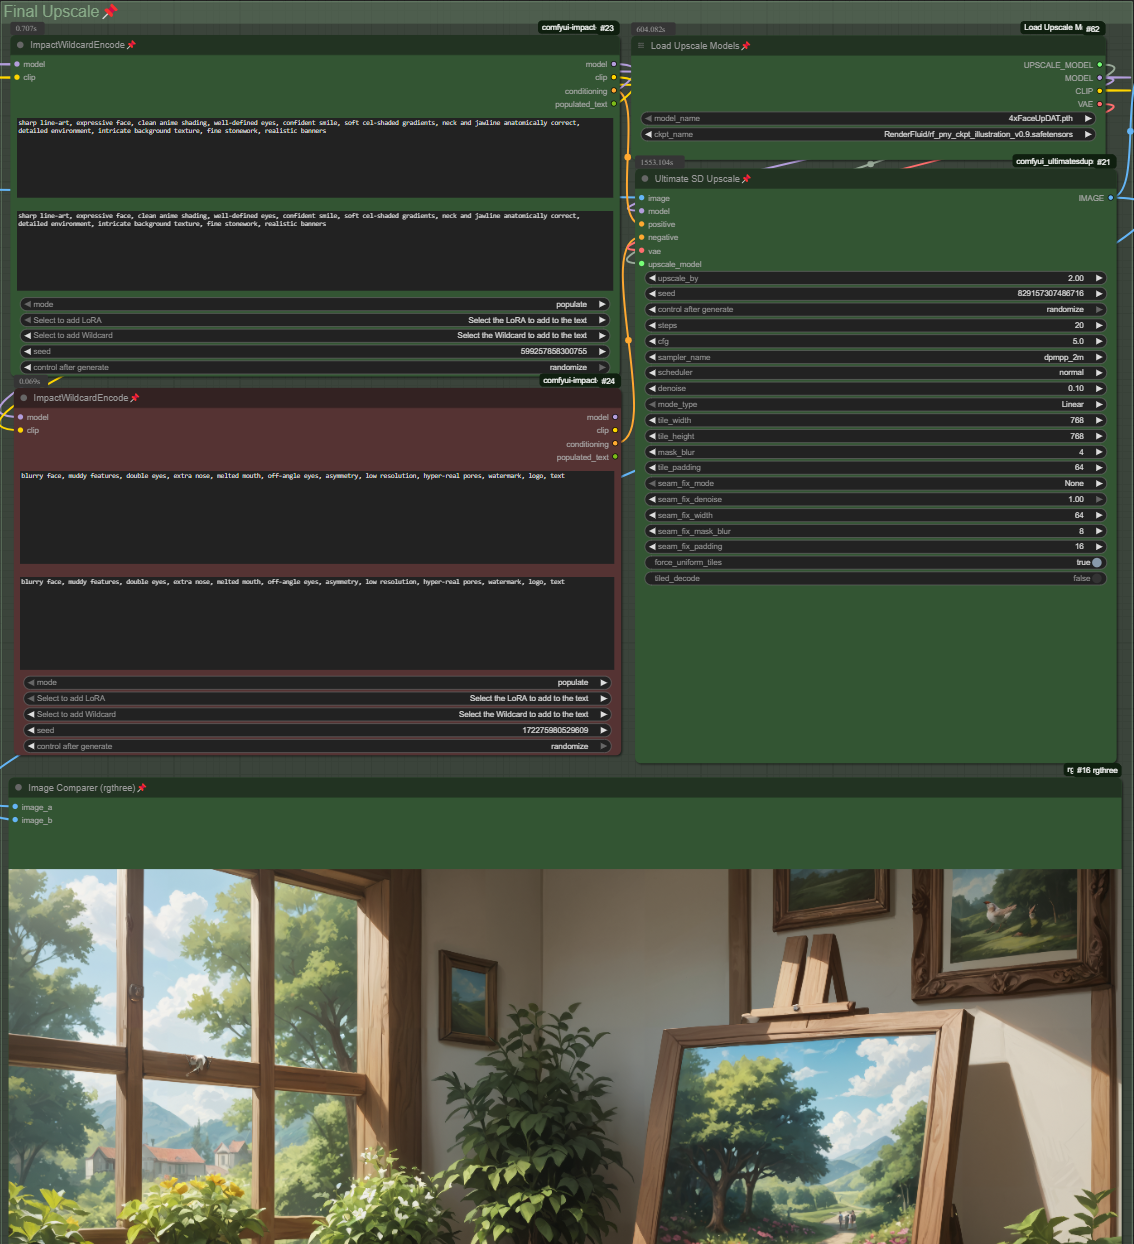 Final Upscale
0.707s
comfyui-impact- #23
ImpactWildcardEncode
model
model
clip
clip
conditioning
populated_text
sharp line-art, expressive face, clean anime shading, well-defined eyes, confident smile, soft cel-shaded gradients, neck and jawline anatomically correct,
detailed environment, intricate background texture, fine stonework, realistic banners
sharp line-art, expressive face, clean anime shading, well-defined eyes, confident smile, soft cel-shaded gradients, neck and jawline anatomically correct,
detailed environment, intricate background texture, fine stonework, realistic banners
mode populate
Select to add LoRA Select the LoRA to add to the text
Select to add Wildcard Select the Wildcard to add to the text
seed 599257858300755
control after generate randomize
0.069s
comfyui-impact- #24
ImpactWildcardEncode
model
model
clip
clip
conditioning
populated_text
blurry face, muddy features, double eyes, extra nose, melted mouth, off-angle eyes, asymmetry, low resolution, hyper-real pores, watermark, logo, text
blurry face, muddy features, double eyes, extra nose, melted mouth, off-angle eyes, asymmetry, low resolution, hyper-real pores, watermark, logo, text
mode populate
Select to add LoRA Select the LoRA to add to the text
Select to add Wildcard Select the Wildcard to add to the text
seed 172275980529609
control after generate randomize
604.082s
Load Upscale M #62
Load Upscale Models
UPSCALE_MODEL
MODEL
CLIP
VAE
model_name 4xFaceUpDAT.pth
ckpt_name RenderFluid/rf_pny_ckpt_illustration_v0.9.safetensors
1553.104s
comfyui_ultimatesdup #21
Ultimate SD Upscale
image IMAGE
model
positive
negative
vae
upscale_model
upscale_by 2.00
seed 829157307486716
control after generate randomize
steps 20
cfg 5.0
sampler_name dpmpp_2m
scheduler normal
denoise 0.10
mode_type Linear
tile_width 768
tile_height 768
mask_blur 4
tile_padding 64
seam_fix_mode None
seam_fix_denoise 1.00
seam_fix_width 64
seam_fix_mask_blur 8
seam_fix_padding 16
force_uniform_tiles true
tiled_decode false
#16 rgthree
Image Comparer (rgthree)
image_a
image_b